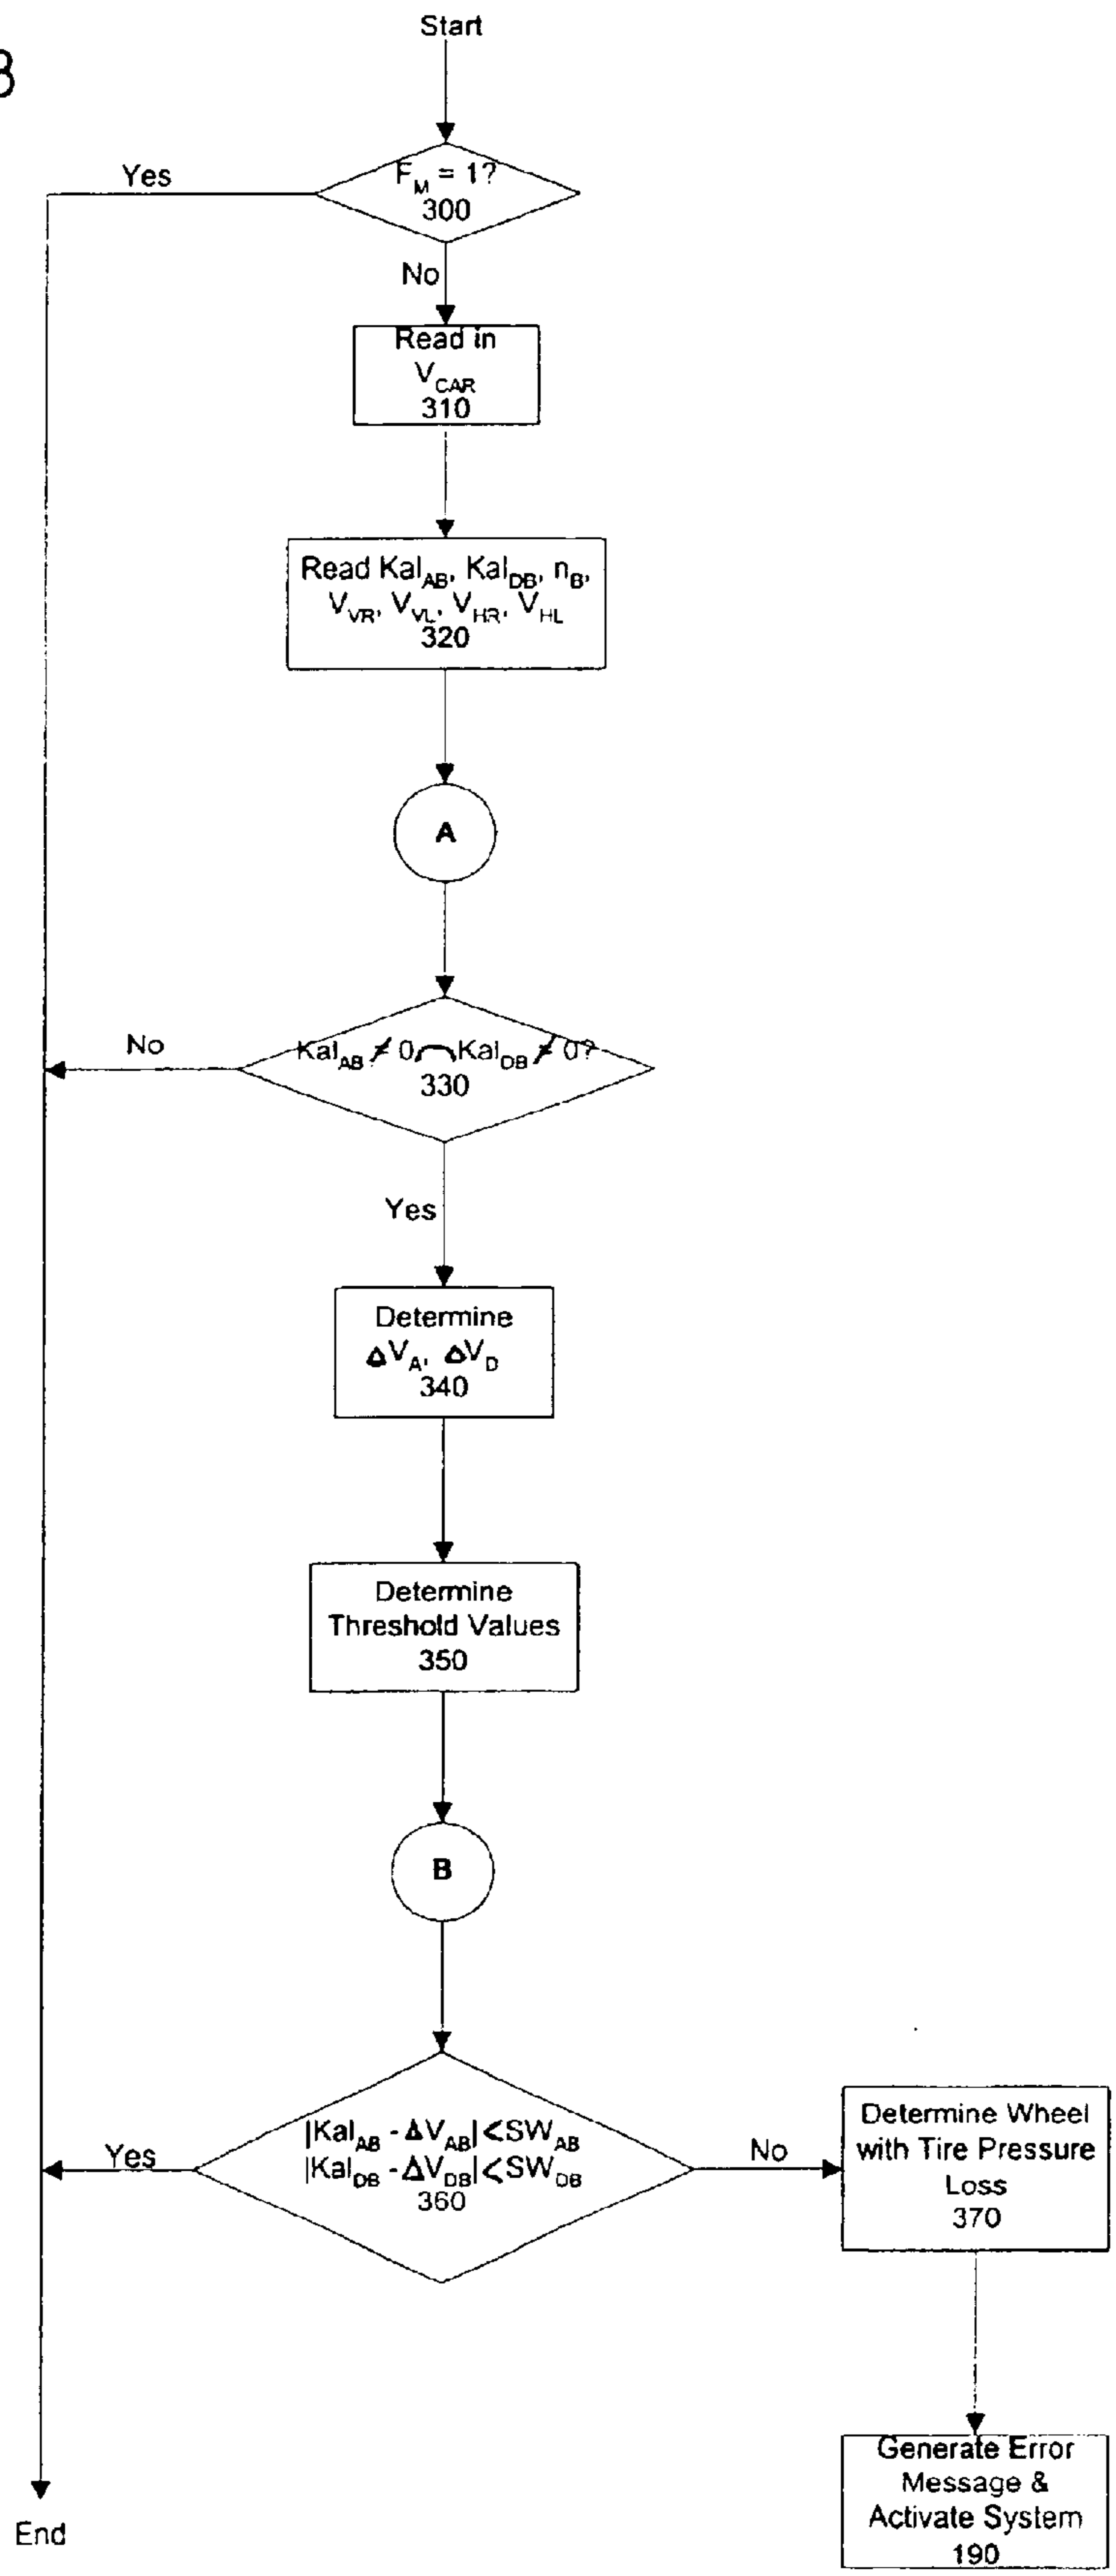 Start
Yes
F_M = 1?
300
No
Read in
V_CAR
310
Read Kal_AB, Kal_DB, n_B,
V_VR, V_VL, V_HR, V_HL
320
A
No
Kal_AB ≠ 0 ⌒ Kal_DB ≠ 0?
330
Yes
Determine
ΔV_A, ΔV_D
340
Determine
Threshold Values
350
B
Yes
|Kal_AB - ΔV_AB| < SW_AB
|Kal_DB - ΔV_DB| < SW_DB
360
No
Determine Wheel
with Tire Pressure
Loss
370
Generate Error
Message &
Activate System
190
End